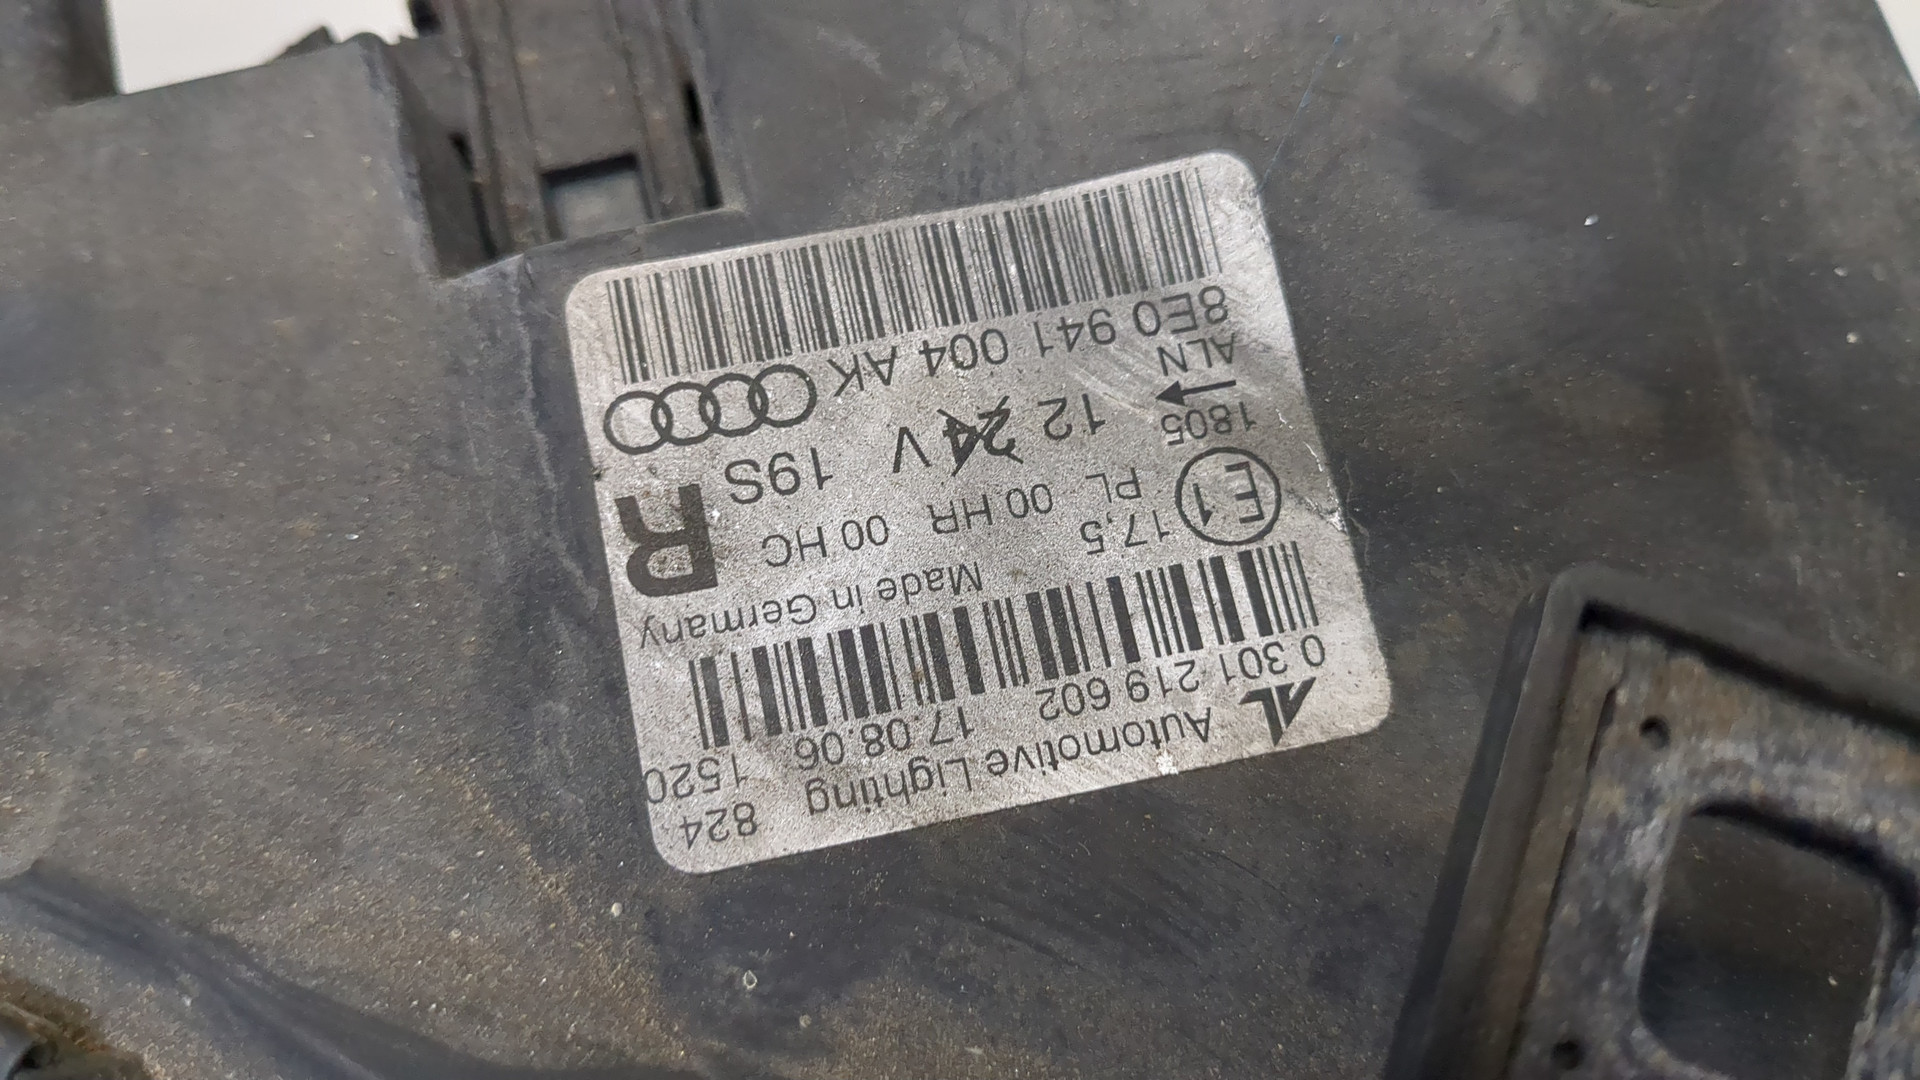 824
Automotive Lighting 1520
0 301 219 602 17.08.06
Made in Germany
E1 17,5
PL 00 HR 00 HC R
1805
12 24 V 19S
ALN
8E0 941 004 AK